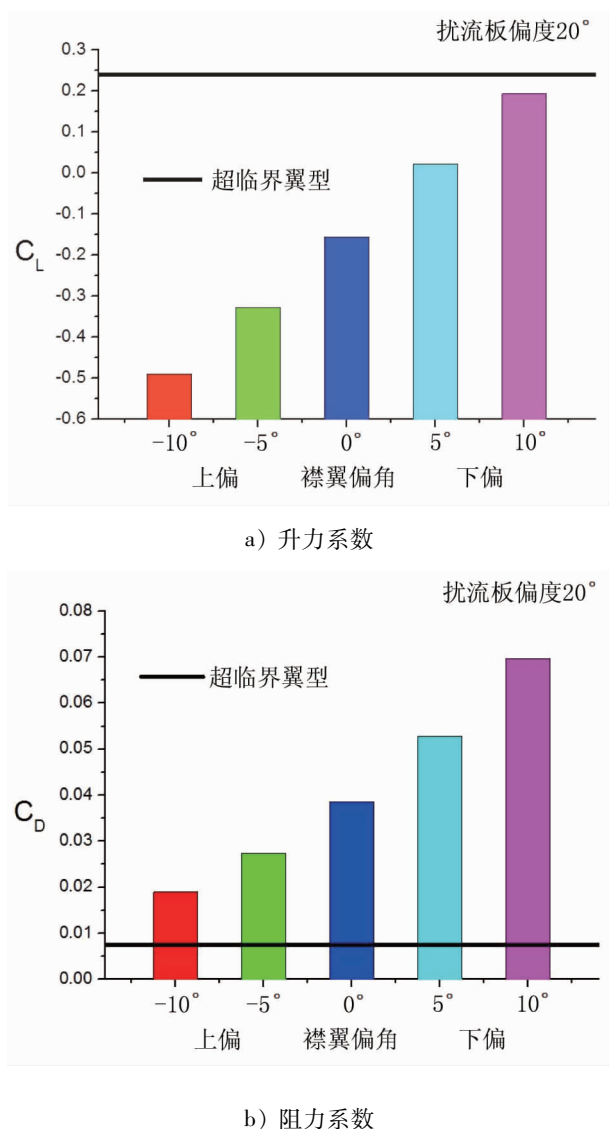 扰流板偏度20°
0.3
0.2
0.1
0.0
-0.1
-0.2
-0.3
-0.4
-0.5
-0.6
超临界翼型
C_L
-10° -5° 0° 5° 10°
上偏 襟翼偏角 下偏
a) 升力系数
扰流板偏度20°
0.08
0.07
0.06
0.05
0.04
0.03
0.02
0.01
0.00
超临界翼型
C_D
-10° -5° 0° 5° 10°
上偏 襟翼偏角 下偏
b) 阻力系数